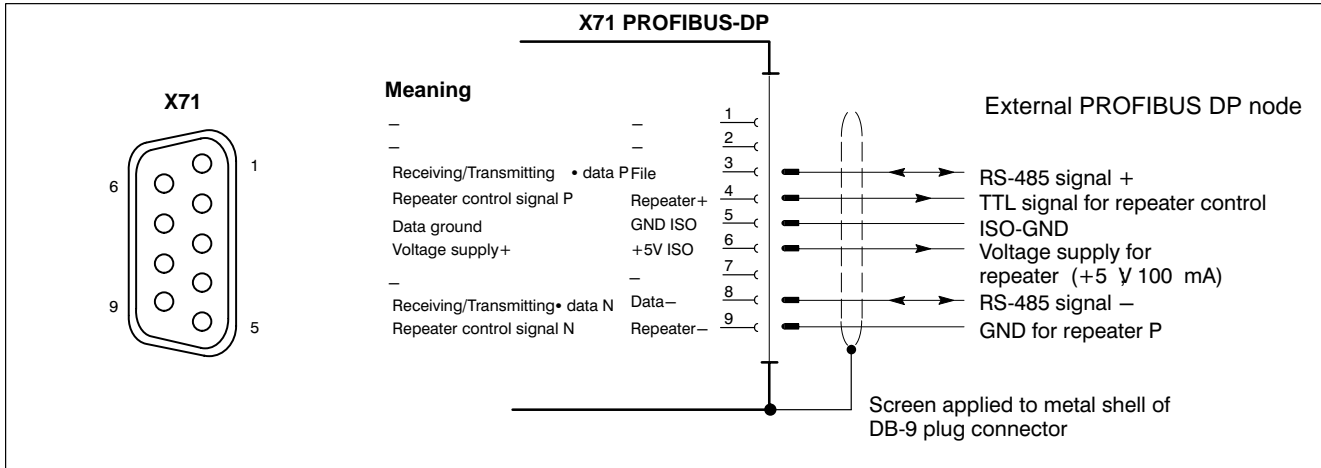 X71 PROFIBUS-DP
X71
1
6
9
5
Meaning
External PROFIBUS DP node
– – 1
– – 2
Receiving/Transmitting • data P File 3 RS-485 signal +
Repeater control signal P Repeater+ 4 TTL signal for repeater control
Data ground GND ISO 5 ISO-GND
Voltage supply+ +5V ISO 6 Voltage supply for
repeater (+5 V/ 100 mA)
– – 7
Receiving/Transmitting• data N Data– 8 RS-485 signal –
Repeater control signal N Repeater– 9 GND for repeater P
Screen applied to metal shell of
DB-9 plug connector